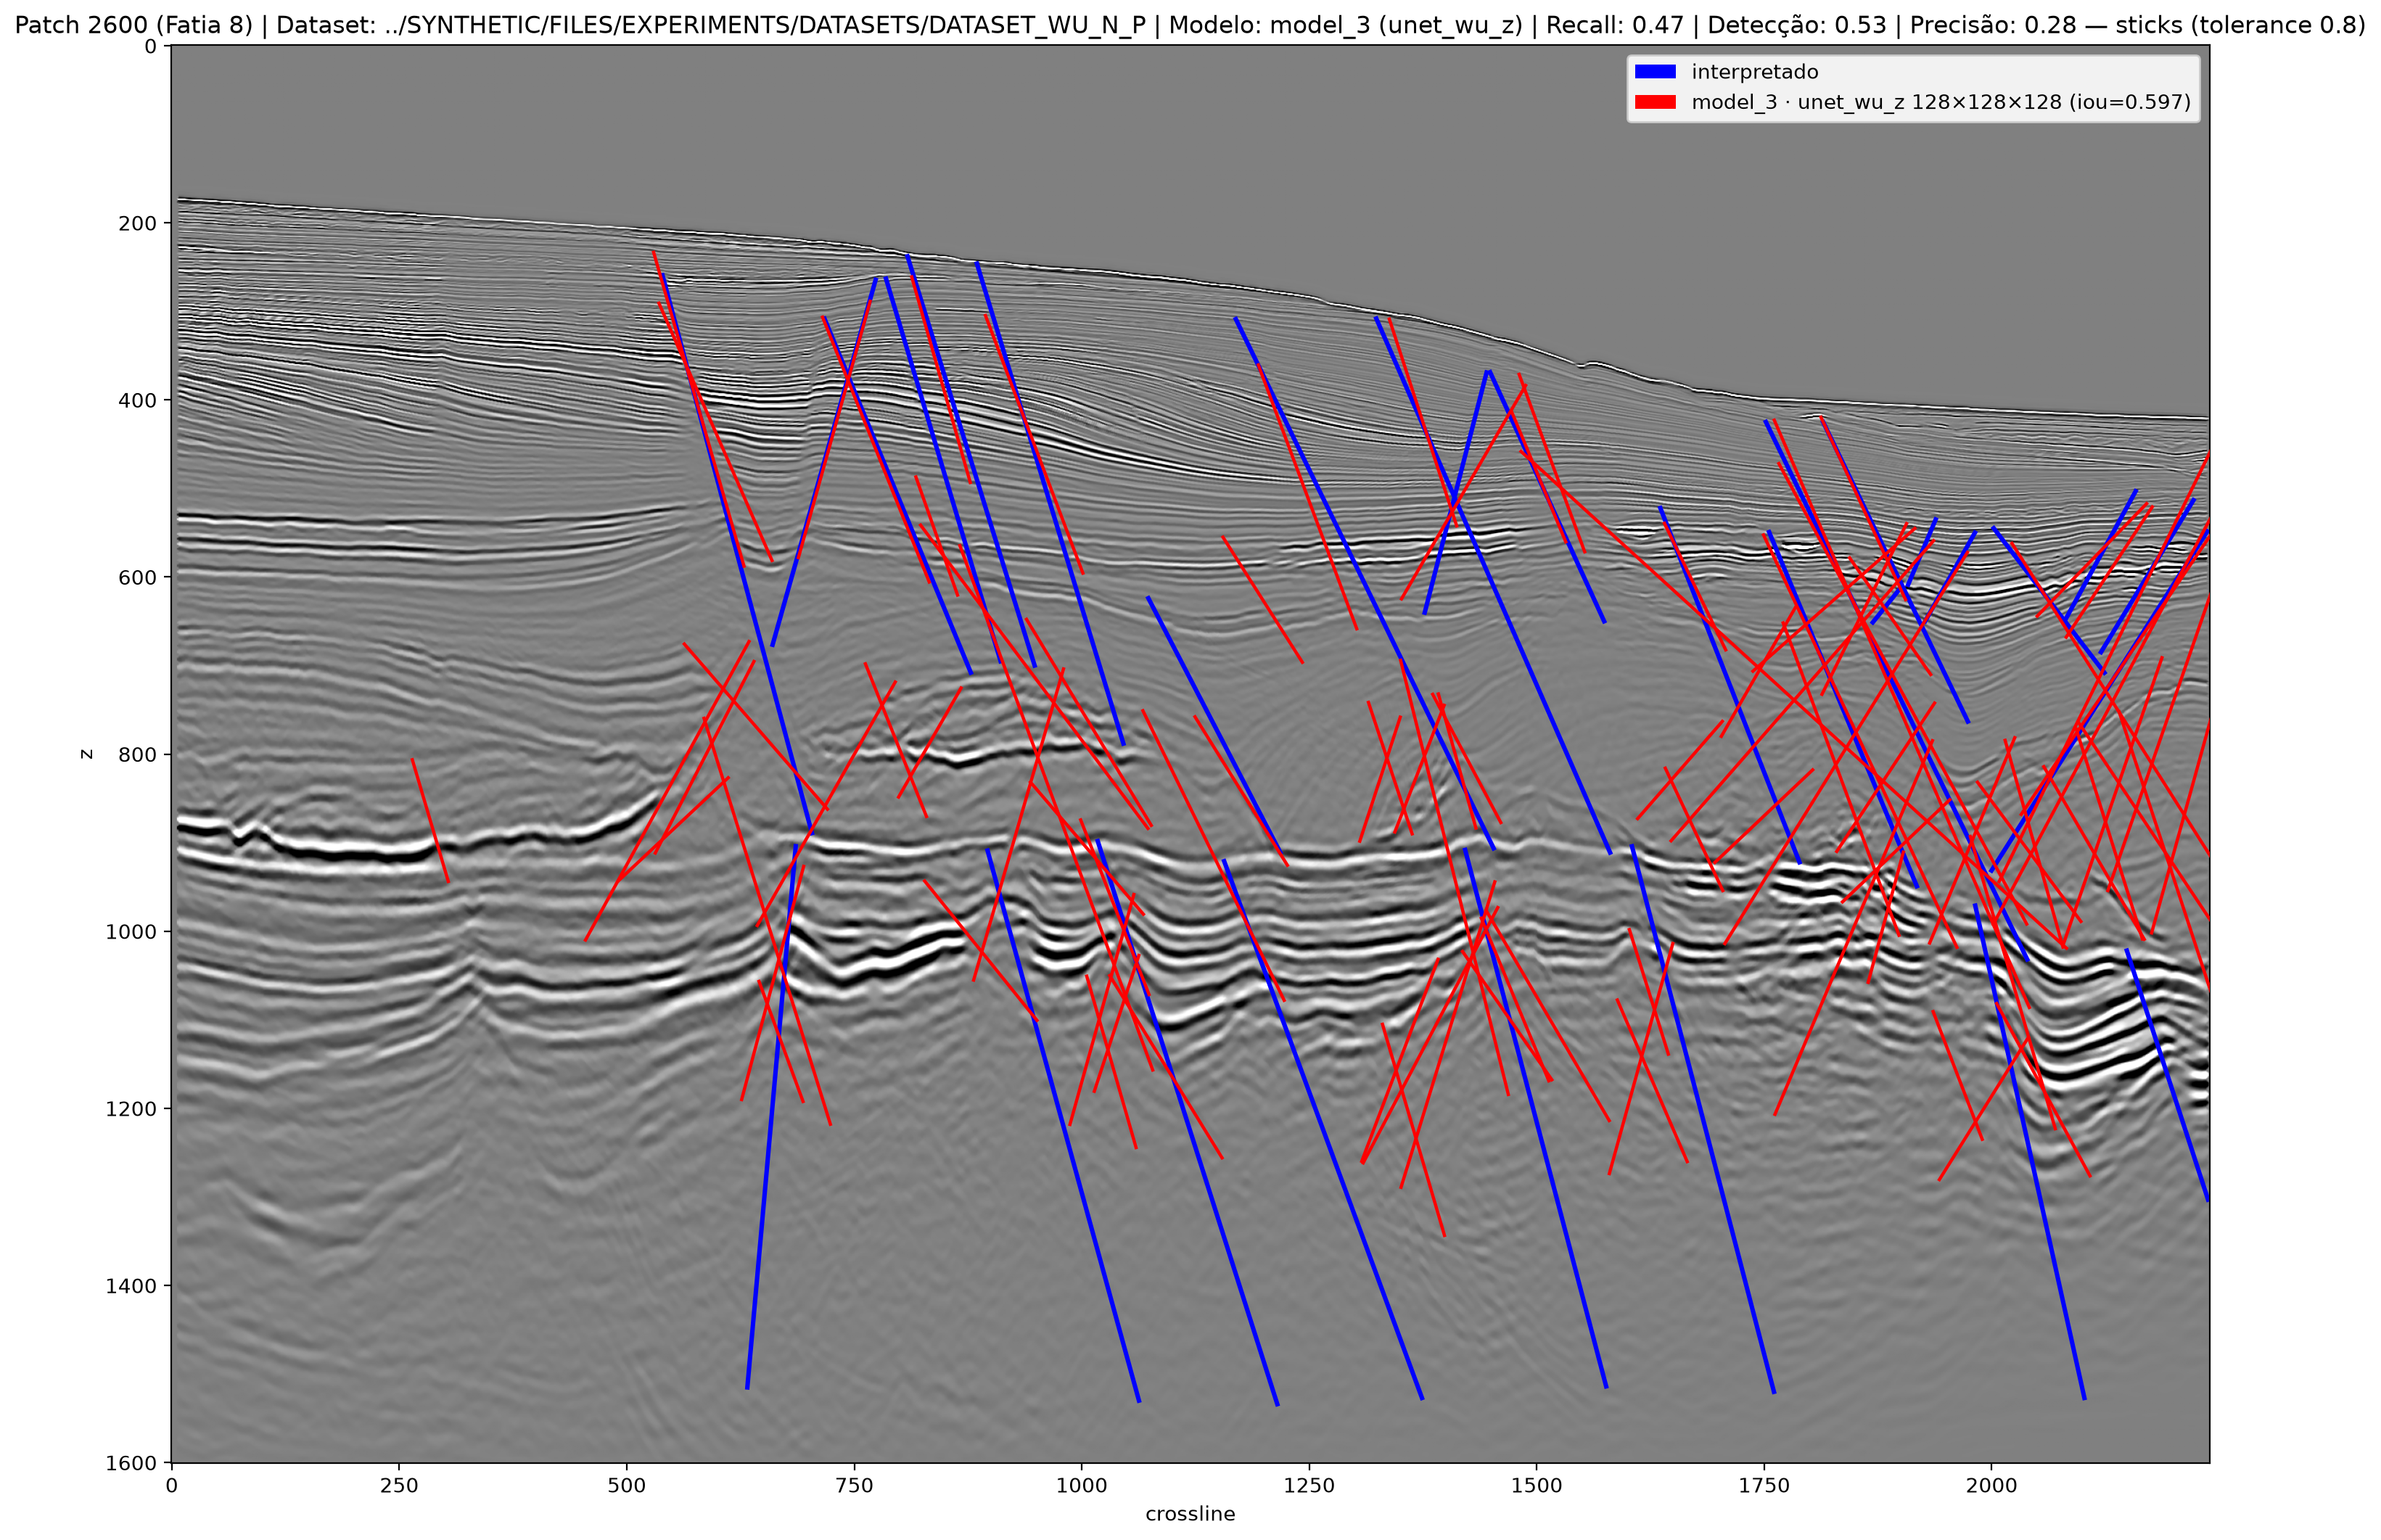 Patch 2600 (Fatia 8) | Dataset: ../SYNTHETIC/FILES/EXPERIMENTS/DATASETS/DATASET_WU_N_P | Modelo: model_3 (unet_wu_z) | Recall: 0.47 | Detecção: 0.53 | Precisão: 0.28 — sticks (tolerance 0.8)
interpretado
model_3 · unet_wu_z 128×128×128 (iou=0.597)
0
200
400
600
800
1000
1200
1400
1600
z
0 250 500 750 1000 1250 1500 1750 2000
crossline